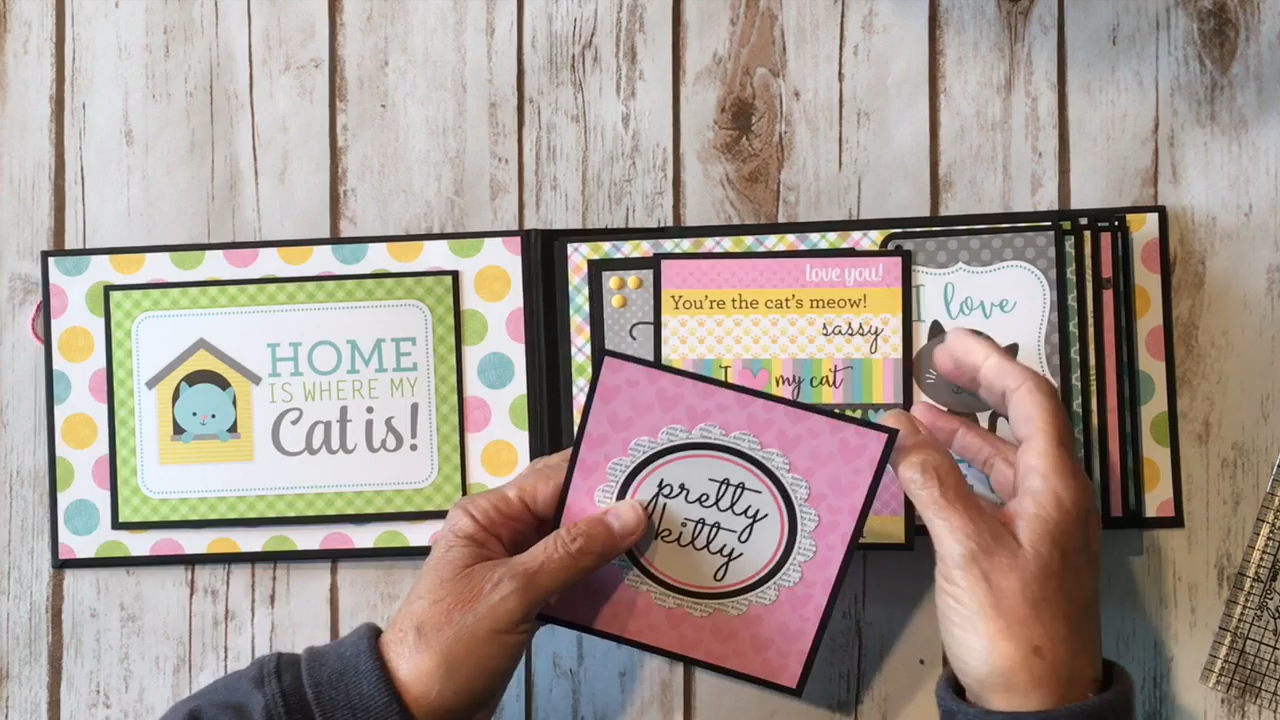 HOME
IS WHERE MY
Cat is!
love you!
You're the cat's meow!
sassy
I my cat
I love
pretty
kitty